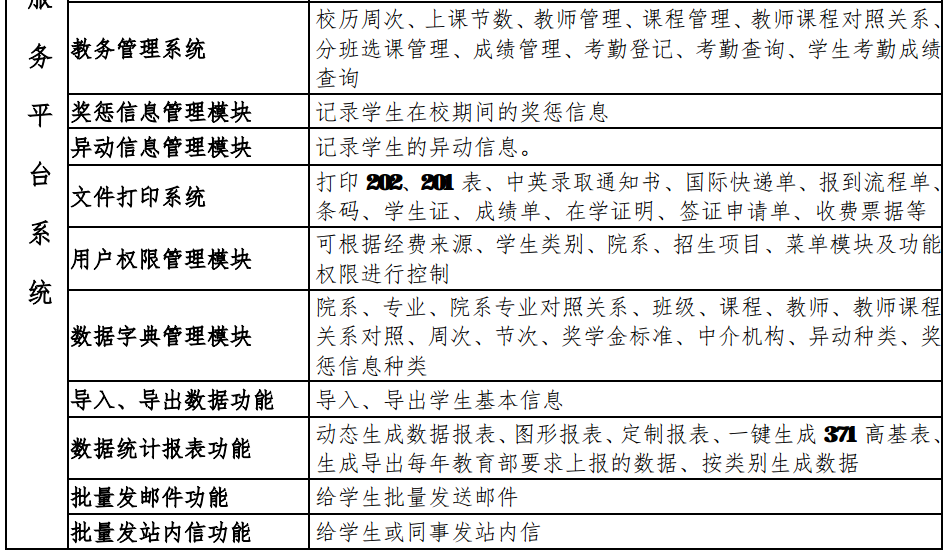 服
务
平
台
系
统
教务管理系统
校历周次、上课节数、教师管理、课程管理、教师课程对照关系、
分班选课管理、成绩管理、考勤登记、考勤查询、学生考勤成绩
查询
奖惩信息管理模块
记录学生在校期间的奖惩信息
异动信息管理模块
记录学生的异动信息。
文件打印系统
打印 202、201 表、中英录取通知书、国际快递单、报到流程单、
条码、学生证、成绩单、在学证明、签证申请单、收费票据等
用户权限管理模块
可根据经费来源、学生类别、院系、招生项目、菜单模块及功能
权限进行控制
数据字典管理模块
院系、专业、院系专业对照关系、班级、课程、教师、教师课程
关系对照、周次、节次、奖学金标准、中介机构、异动种类、奖
惩信息种类
导入、导出数据功能
导入、导出学生基本信息
数据统计报表功能
动态生成数据报表、图形报表、定制报表、一键生成 371 高基表、
生成导出每年教育部要求上报的数据、按类别生成数据
批量发邮件功能
给学生批量发送邮件
批量发站内信功能
给学生或同事发站内信